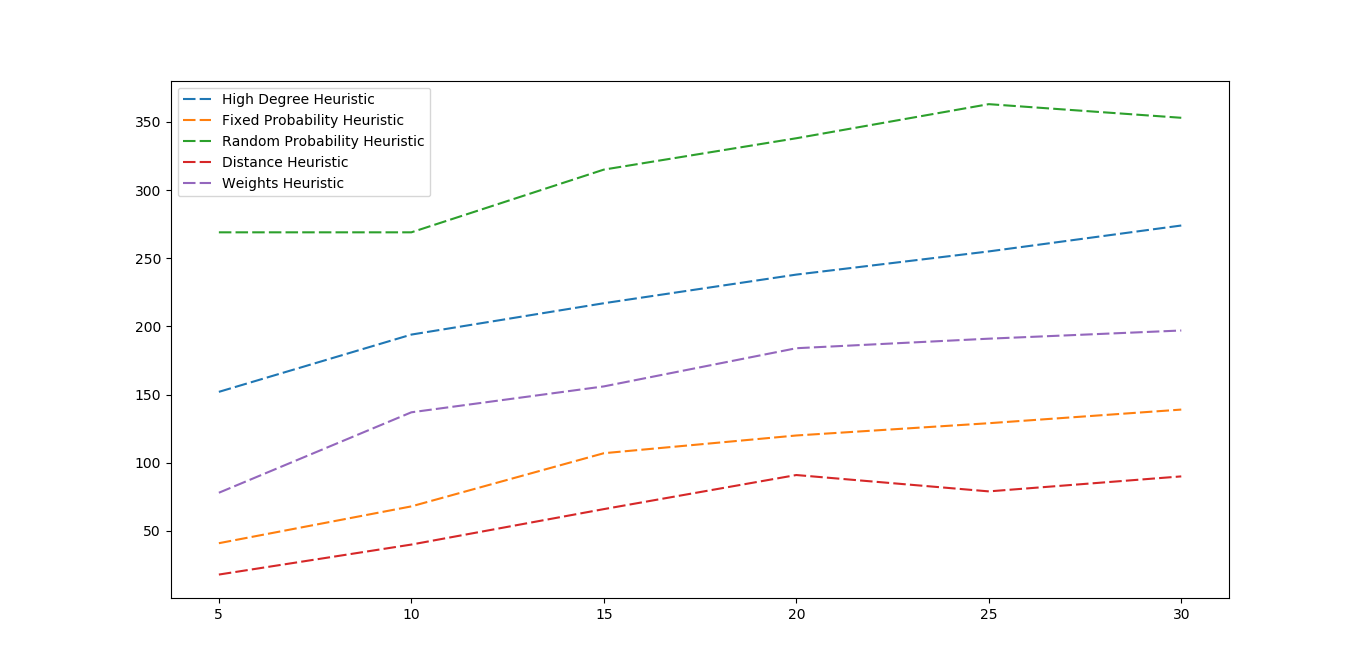 High Degree Heuristic
Fixed Probability Heuristic
Random Probability Heuristic
Distance Heuristic
Weights Heuristic
350
300
250
200
150
100
50
5 10 15 20 25 30